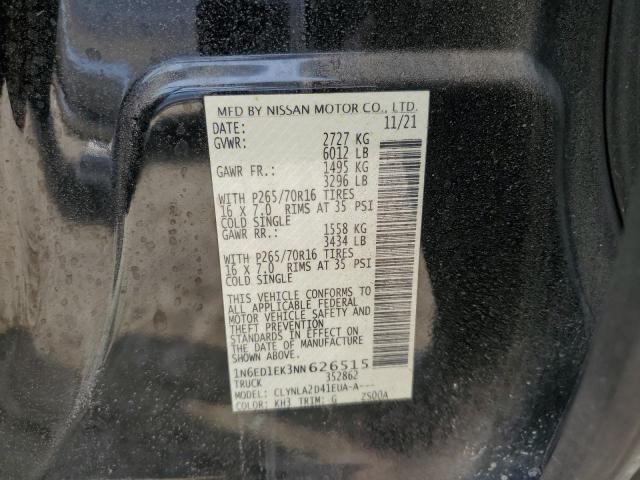 MFD BY NISSAN MOTOR CO., LTD.
DATE: 11/21
GVWR: 2727 KG
6012 LB
GAWR FR.: 1495 KG
3296 LB
WITH P265/70R16 TIRES
16 X 7.0 RIMS AT 35 PSI
COLD SINGLE
GAWR RR.: 1558 KG
3434 LB
WITH P265/70R16 TIRES
16 X 7.0 RIMS AT 35 PSI
COLD SINGLE
THIS VEHICLE CONFORMS TO
ALL APPLICABLE FEDERAL
MOTOR VEHICLE SAFETY AND
THEFT PREVENTION
STANDARDS IN EFFECT ON
THE DATE OF MANUFACTURE
SHOWN ABOVE.
1N6ED1EK3NN626515
TRUCK 352862
MODEL: CLYNLA2D41EUA-A---
COLOR: KH3 TRIM: G 2S00A